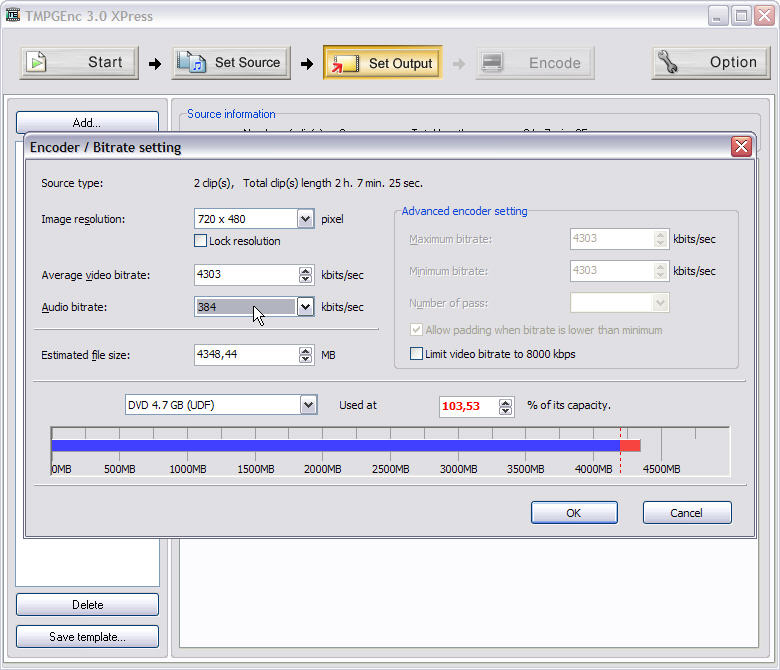 TMPGEnc 3.0 XPress
Start
Set Source
Set Output
Encode
Option
Add...
Source information
Encoder / Bitrate setting
Source type:
2 clip(s), Total clip(s) length 2 h. 7 min. 25 sec.
Image resolution:
720 x 480
pixel
Lock resolution
Average video bitrate:
4303
kbits/sec
Audio bitrate:
384
kbits/sec
Estimated file size:
4348,44
MB
Advanced encoder setting
Maximum bitrate:
4303
kbits/sec
Minimum bitrate:
4303
kbits/sec
Number of pass:
Allow padding when bitrate is lower than minimum
Limit video bitrate to 8000 kbps
DVD 4.7 GB (UDF)
Used at
103,53
% of its capacity.
0MB 500MB 1000MB 1500MB 2000MB 2500MB 3000MB 3500MB 4000MB 4500MB
OK
Cancel
Delete
Save template...